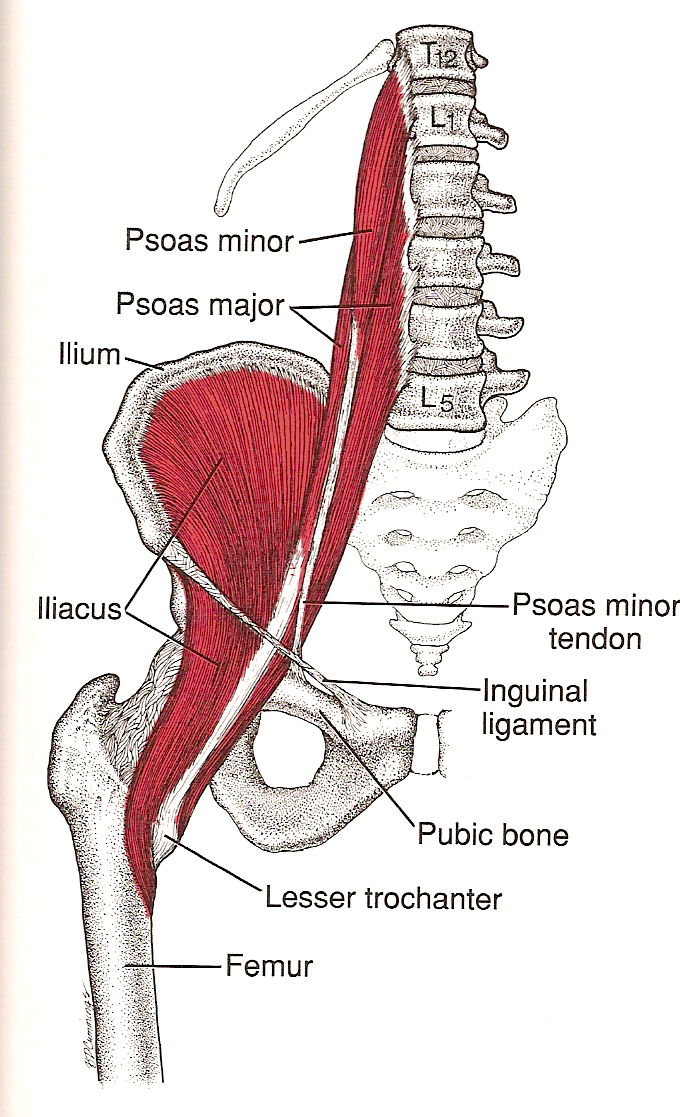 T12
L1
Psoas minor
Psoas major
Ilium
L5
Iliacus
Psoas minor
tendon
Inguinal
ligament
Pubic bone
Lesser trochanter
Femur